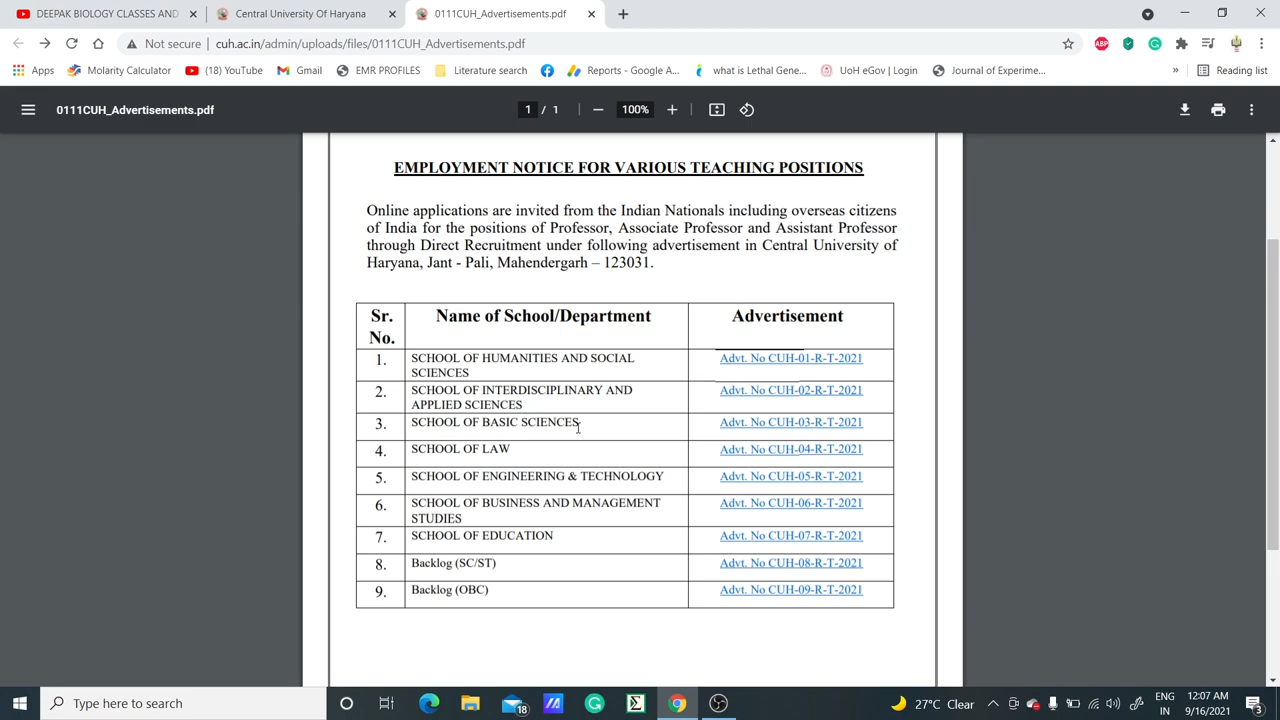 DEEPAK BIOLOGY CLASSES AND
Central University Of Haryana
0111CUH_Advertisements.pdf
Not secure
cuh.ac.in/admin/uploads/files/0111CUH_Advertisements.pdf
Apps
Molarity Calculator
(18) YouTube
Gmail
EMR PROFILES
Literature search
Reports - Google A...
what is Lethal Gene...
UoH eGov | Login
Journal of Experime...
»
Reading list
0111CUH_Advertisements.pdf
1 / 1
100%
EMPLOYMENT NOTICE FOR VARIOUS TEACHING POSITIONS
Online applications are invited from the Indian Nationals including overseas citizens
of India for the positions of Professor, Associate Professor and Assistant Professor
through Direct Recruitment under following advertisement in Central University of
Haryana, Jant - Pali, Mahendergarh – 123031.
Sr. No.
Name of School/Department
Advertisement
1.
SCHOOL OF HUMANITIES AND SOCIAL
SCIENCES
Advt. No CUH-01-R-T-2021
2.
SCHOOL OF INTERDISCIPLINARY AND
APPLIED SCIENCES
Advt. No CUH-02-R-T-2021
3.
SCHOOL OF BASIC SCIENCES
Advt. No CUH-03-R-T-2021
4.
SCHOOL OF LAW
Advt. No CUH-04-R-T-2021
5.
SCHOOL OF ENGINEERING & TECHNOLOGY
Advt. No CUH-05-R-T-2021
6.
SCHOOL OF BUSINESS AND MANAGEMENT
STUDIES
Advt. No CUH-06-R-T-2021
7.
SCHOOL OF EDUCATION
Advt. No CUH-07-R-T-2021
8.
Backlog (SC/ST)
Advt. No CUH-08-R-T-2021
9.
Backlog (OBC)
Advt. No CUH-09-R-T-2021
Type here to search
18
27°C Clear
ENG
IN
12:07 AM
9/16/2021
3